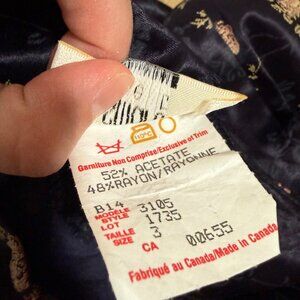 110°C
Garniture Non Comprise/Exclusive of Trim
52% ACETATE
48%RAYON/RAYONNE
B14
MODELE
STYLE 3105
LOT 1735
TAILLE
SIZE 3
CA 00655
Fabriqué au Canada/Made in Canada